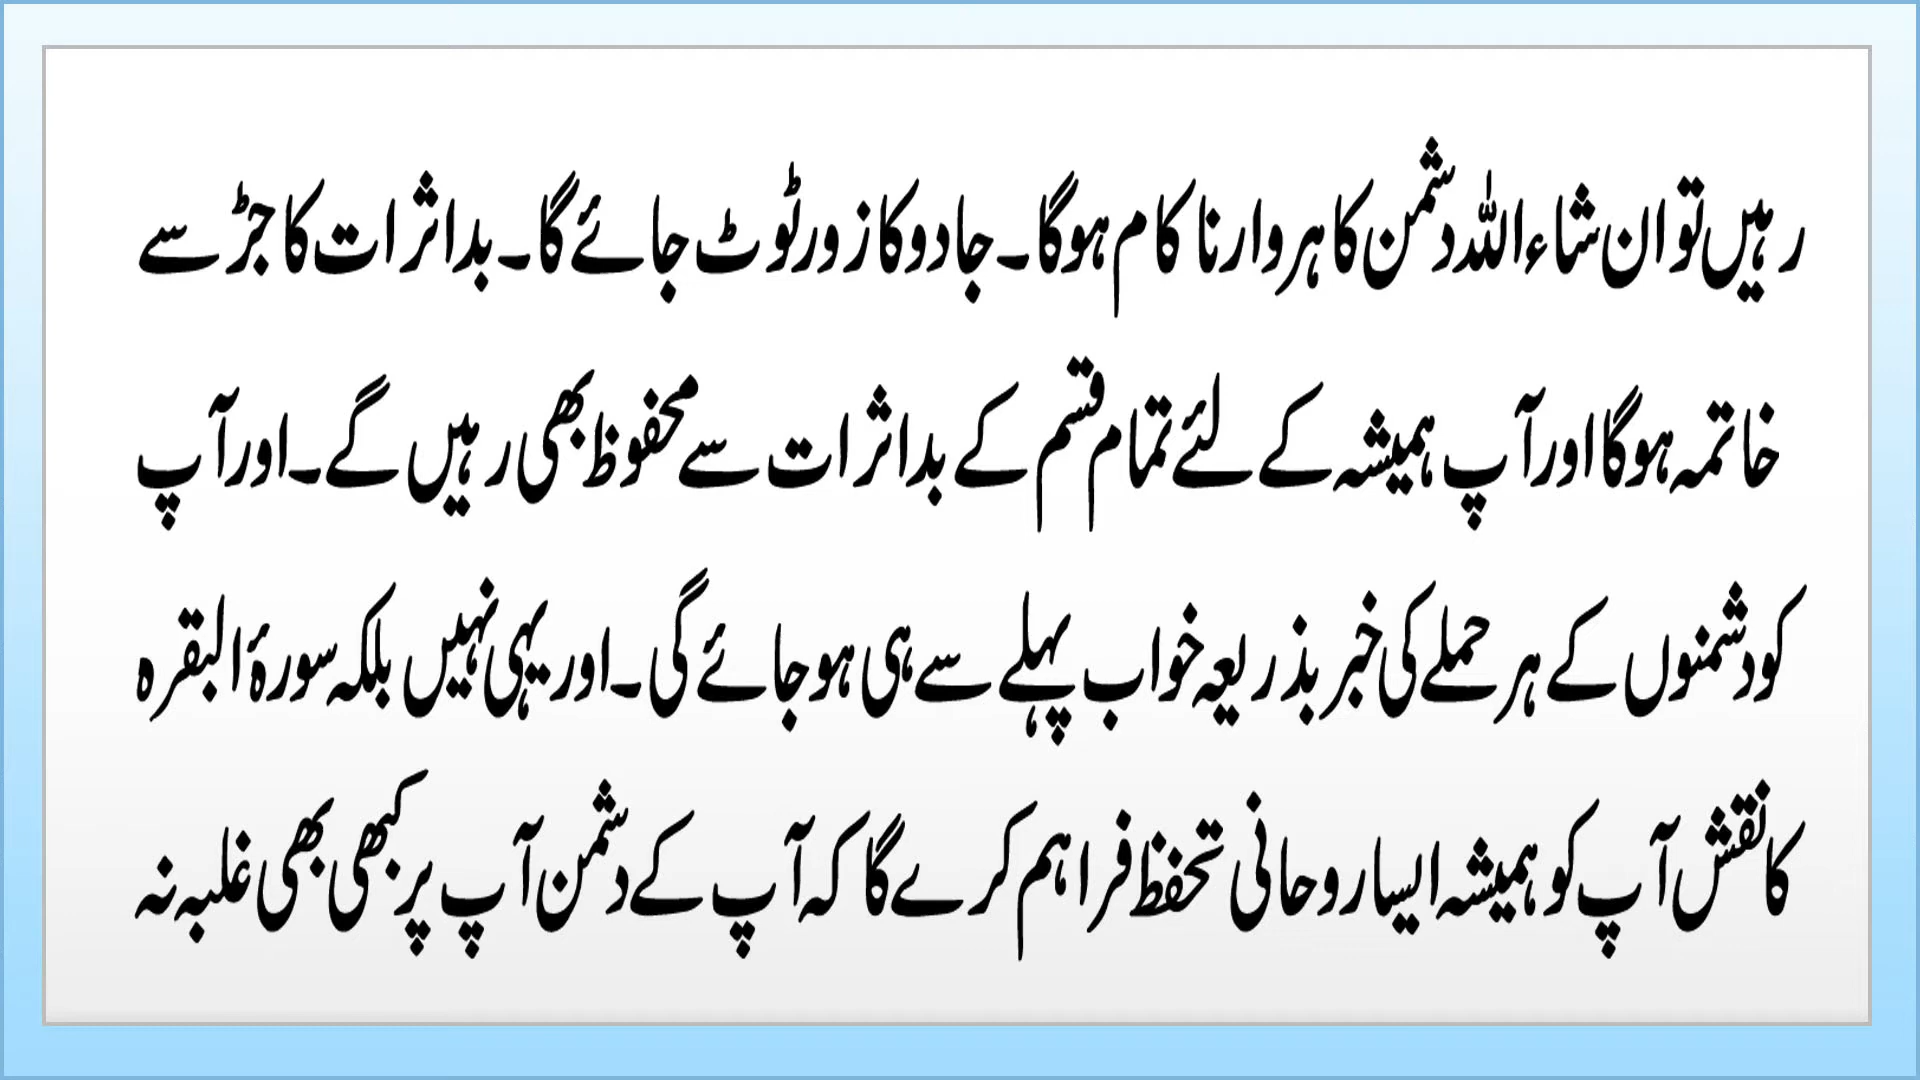 رہیں تو ان شاء اللہ دشمن کا ہر وار ناکام ہوگا۔ جادو کا زور ٹوٹ جائے گا۔ بداثرات کا جڑ سے
خاتمہ ہوگا اور آپ ہمیشہ کے لئے تمام قسم کے بداثرات سے محفوظ بھی رہیں گے۔ اور آپ
کو دشمنوں کے ہر حملے کی خبر بذریعہ خواب پہلے سے ہی ہو جائے گی۔ اور یہی نہیں بلکہ سورۂ البقرہ
کا نقش آپ کو ہمیشہ ایسا روحانی تحفظ فراہم کرے گا کہ آپ کے دشمن آپ پر کبھی بھی غلبہ نہ